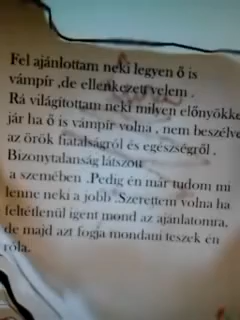 Fel ajánlottam neki legyen ő is
vámpír ,de ellenkezett velem .
Rá világítottam neki milyen előnyökke
jár ha ő is vámpír volna , nem beszélve
az örök fiatalságról és egészségről .
Bizonytalanság látszott
a szemében .Pedig én már tudom mi
lenne neki a jobb .Szerettem volna ha
feltétlenül igent mond az ajánlatomra,
de majd azt fogja mondani teszek én
róla.